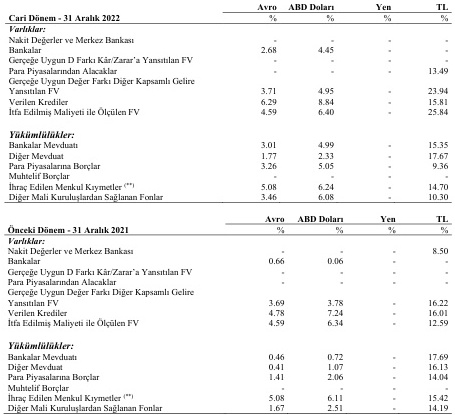 Avro ABD Doları Yen TL
Cari Dönem - 31 Aralık 2022 % % % %
Varlıklar:
Nakit Değerler ve Merkez Bankası - - - -
Bankalar 2.68 4.45 - -
Gerçeğe Uygun D Farkı Kâr/Zarar'a Yansıtılan FV - - - -
Para Piyasalarından Alacaklar - - - 13.49
Gerçeğe Uygun Değer Farkı Diğer Kapsamlı Gelire
Yansıtılan FV 3.71 4.95 - 23.94
Verilen Krediler 6.29 8.84 - 15.81
İtfa Edilmiş Maliyeti ile Ölçülen FV 4.59 6.40 - 25.84
Yükümlülükler:
Bankalar Mevduatı 3.01 4.99 - 15.35
Diğer Mevduat 1.77 2.33 - 17.67
Para Piyasalarına Borçlar 3.26 5.05 - 9.36
Muhtelif Borçlar - - - -
İhraç Edilen Menkul Kıymetler (**) 5.08 6.24 - 14.70
Diğer Mali Kuruluşlardan Sağlanan Fonlar 3.46 6.08 - 10.30
Avro ABD Doları Yen TL
Önceki Dönem - 31 Aralık 2021 % % % %
Varlıklar:
Nakit Değerler ve Merkez Bankası - - - 8.50
Bankalar 0.66 0.06 - -
Gerçeğe Uygun D Farkı Kâr/Zarar'a Yansıtılan FV - - - -
Para Piyasalarından Alacaklar - - - -
Gerçeğe Uygun Değer Farkı Diğer Kapsamlı Gelire
Yansıtılan FV 3.69 3.78 - 16.22
Verilen Krediler 4.78 7.24 - 16.01
İtfa Edilmiş Maliyeti ile Ölçülen FV 4.59 6.34 - 12.59
Yükümlülükler:
Bankalar Mevduatı 0.46 0.72 - 17.69
Diğer Mevduat 0.41 1.07 - 16.13
Para Piyasalarına Borçlar 1.41 2.06 - 14.04
Muhtelif Borçlar - - - -
İhraç Edilen Menkul Kıymetler (**) 5.08 6.11 - 15.42
Diğer Mali Kuruluşlardan Sağlanan Fonlar 1.67 2.51 - 14.19